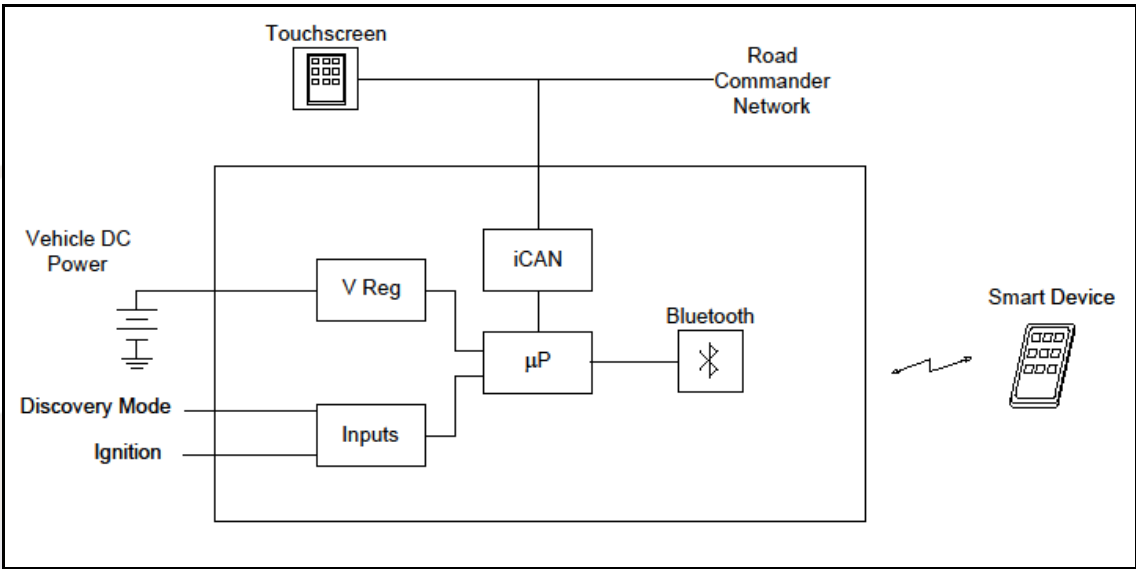 Touchscreen
Road
Commander
Network
Vehicle DC
Power
iCAN
V Reg
Smart Device
Bluetooth
μP
Discovery Mode
Inputs
Ignition